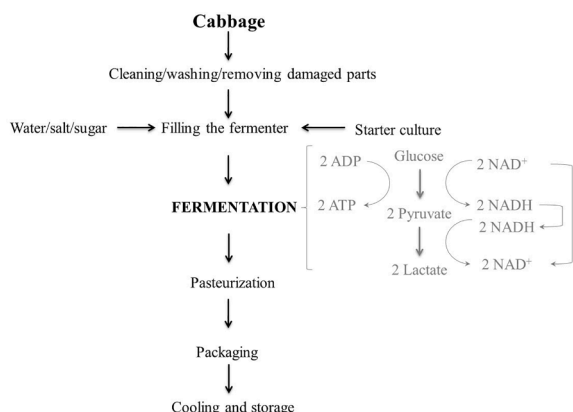 Cabbage
Cleaning/washing/removing damaged parts
Water/salt/sugar
Filling the fermenter
Starter culture
2 ADP
Glucose
2 NAD⁺
FERMENTATION
2 ATP
2 Pyruvate
2 NADH
2 NADH
2 Lactate
2 NAD⁺
Pasteurization
Packaging
Cooling and storage